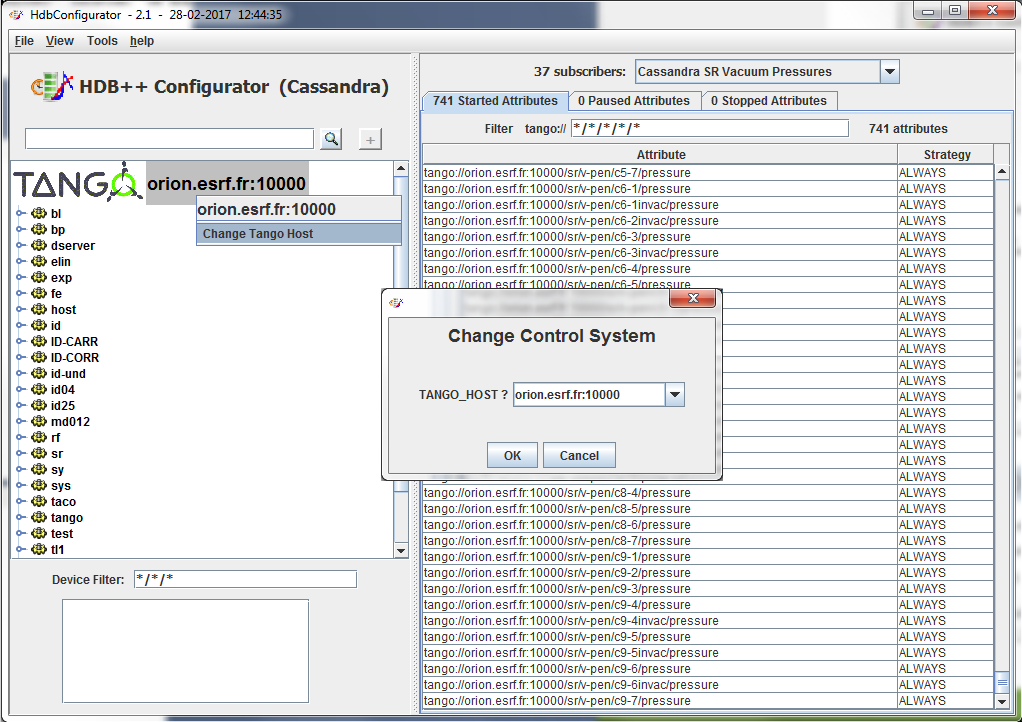 HdbConfigurator - 2.1 - 28-02-2017 12:44:35
File View Tools help
HDB++ Configurator (Cassandra)
+
TANGO orion.esrf.fr:10000
orion.esrf.fr:10000
Change Tango Host
bl
bp
dserver
elin
exp
fe
host
id
ID-CARR
ID-CORR
id-und
id04
id25
md012
rf
sr
sy
sys
taco
tango
test
tl1
Device Filter: */*/*
37 subscribers: Cassandra SR Vacuum Pressures
741 Started Attributes 0 Paused Attributes 0 Stopped Attributes
Filter tango:// */*/*/*/* 741 attributes
Attribute Strategy
tango://orion.esrf.fr:10000/sr/v-pen/c5-7/pressure ALWAYS
tango://orion.esrf.fr:10000/sr/v-pen/c6-1/pressure ALWAYS
tango://orion.esrf.fr:10000/sr/v-pen/c6-1invac/pressure ALWAYS
tango://orion.esrf.fr:10000/sr/v-pen/c6-2invac/pressure ALWAYS
tango://orion.esrf.fr:10000/sr/v-pen/c6-3/pressure ALWAYS
tango://orion.esrf.fr:10000/sr/v-pen/c6-3invac/pressure ALWAYS
tango://orion.esrf.fr:10000/sr/v-pen/c6-4/pressure ALWAYS
tango://orion.esrf.fr:10000/sr/v-pen/c6-5/pressure ALWAYS
ALWAYS
ALWAYS
ALWAYS
ALWAYS
ALWAYS
ALWAYS
ALWAYS
ALWAYS
ALWAYS
ALWAYS
ALWAYS
ALWAYS
Change Control System
TANGO_HOST ? orion.esrf.fr:10000
OK Cancel
tango://orion.esrf.fr:10000/sr/v-pen/c8-4/pressure ALWAYS
tango://orion.esrf.fr:10000/sr/v-pen/c8-5/pressure ALWAYS
tango://orion.esrf.fr:10000/sr/v-pen/c8-6/pressure ALWAYS
tango://orion.esrf.fr:10000/sr/v-pen/c8-7/pressure ALWAYS
tango://orion.esrf.fr:10000/sr/v-pen/c9-1/pressure ALWAYS
tango://orion.esrf.fr:10000/sr/v-pen/c9-2/pressure ALWAYS
tango://orion.esrf.fr:10000/sr/v-pen/c9-3/pressure ALWAYS
tango://orion.esrf.fr:10000/sr/v-pen/c9-4/pressure ALWAYS
tango://orion.esrf.fr:10000/sr/v-pen/c9-4invac/pressure ALWAYS
tango://orion.esrf.fr:10000/sr/v-pen/c9-5/pressure ALWAYS
tango://orion.esrf.fr:10000/sr/v-pen/c9-5invac/pressure ALWAYS
tango://orion.esrf.fr:10000/sr/v-pen/c9-6/pressure ALWAYS
tango://orion.esrf.fr:10000/sr/v-pen/c9-6invac/pressure ALWAYS
tango://orion.esrf.fr:10000/sr/v-pen/c9-7/pressure ALWAYS